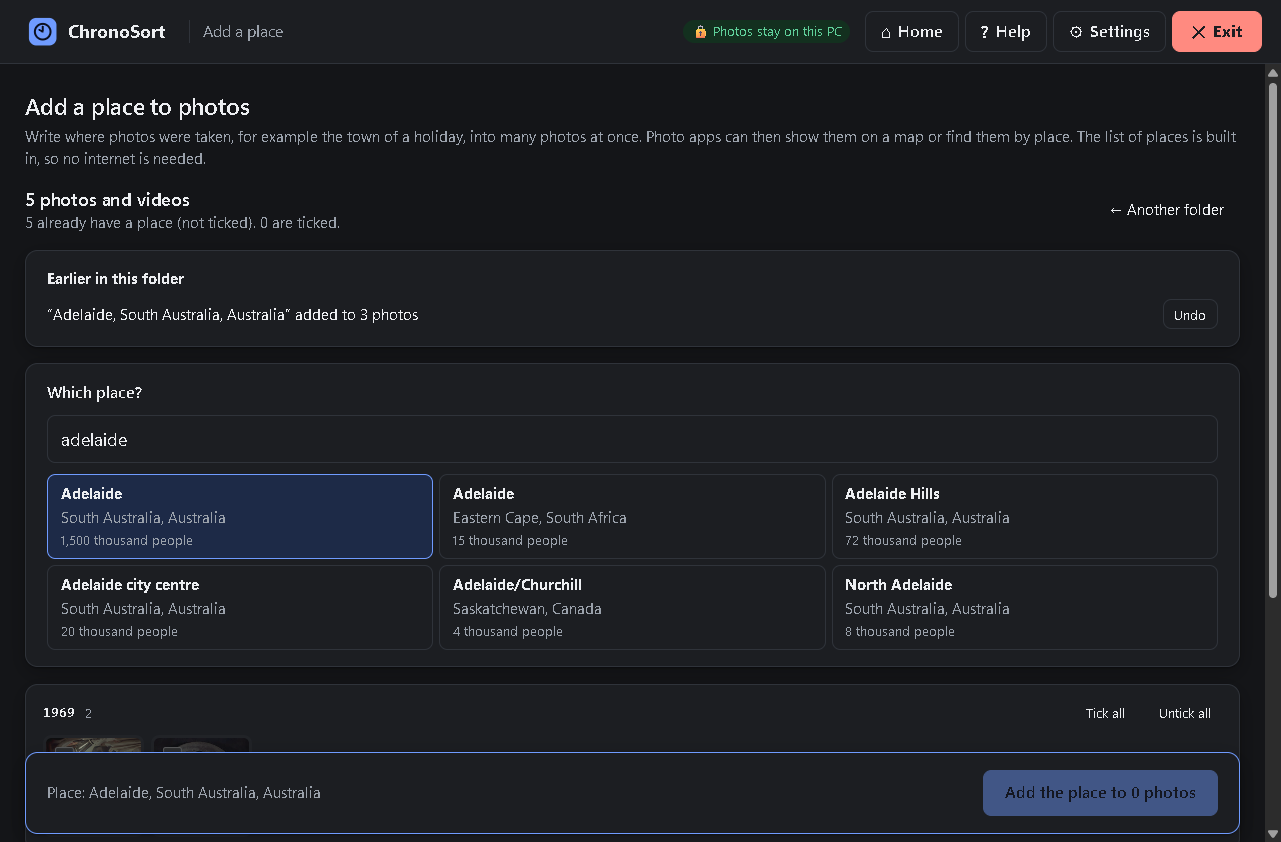 ChronoSort
Add a place
Photos stay on this PC
Home
? Help
Settings
Exit
Add a place to photos
Write where photos were taken, for example the town of a holiday, into many photos at once. Photo apps can then show them on a map or find them by place. The list of places is built
in, so no internet is needed.
5 photos and videos
5 already have a place (not ticked). 0 are ticked.
← Another folder
Earlier in this folder
“Adelaide, South Australia, Australia” added to 3 photos
Undo
Which place?
adelaide
Adelaide
South Australia, Australia
1,500 thousand people
Adelaide
Eastern Cape, South Africa
15 thousand people
Adelaide Hills
South Australia, Australia
72 thousand people
Adelaide city centre
South Australia, Australia
20 thousand people
Adelaide/Churchill
Saskatchewan, Canada
4 thousand people
North Adelaide
South Australia, Australia
8 thousand people
1969 2
Tick all
Untick all
Place: Adelaide, South Australia, Australia
Add the place to 0 photos